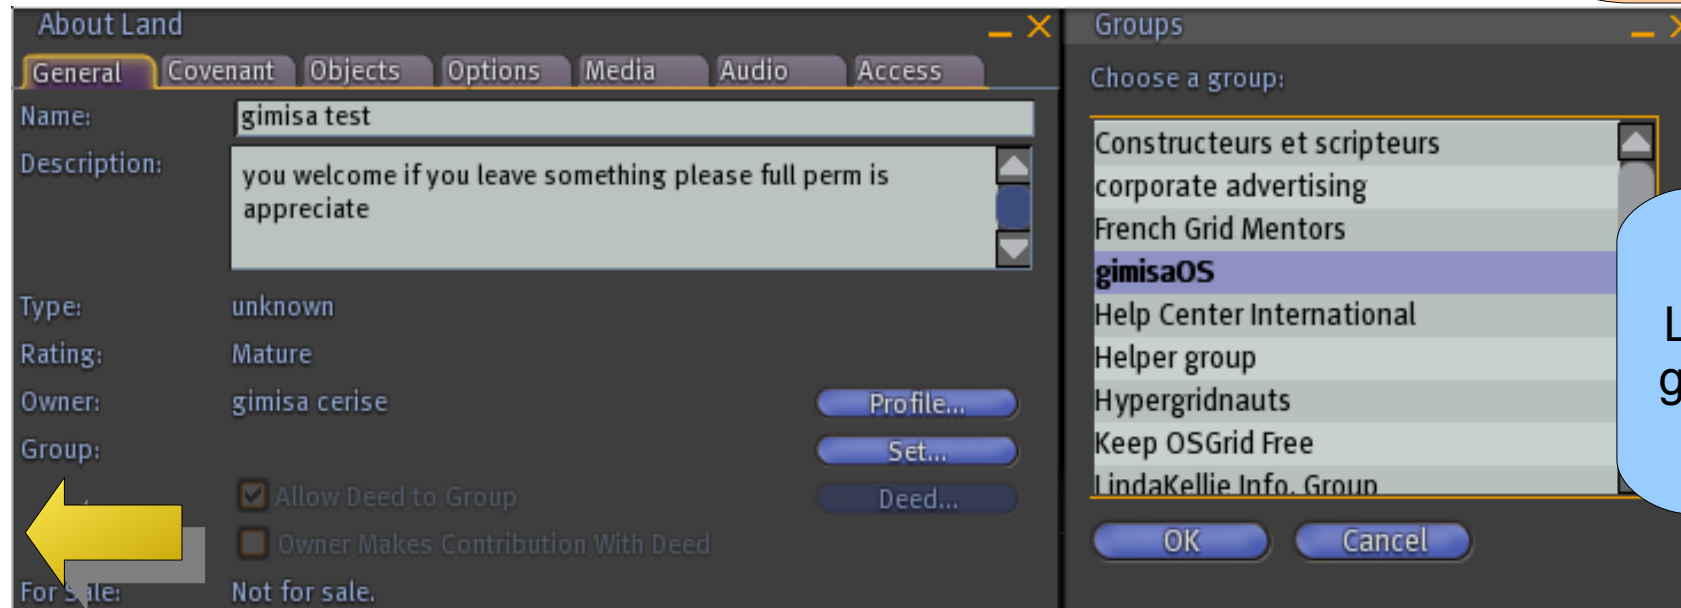 About Land
General Covenant Objects Options Media Audio Access
Name: gimisa test
Description: you welcome if you leave something please full perm is
appreciate
Type: unknown
Rating: Mature
Owner: gimisa cerise Profile...
Group: Set...
Allow Deed to Group Deed...
Owner Makes Contribution With Deed
For Sale: Not for sale.
Groups
Choose a group:
Constructeurs et scripteurs
corporate advertising
French Grid Mentors
gimisaOS
Help Center International
Helper group
Hypergridnauts
Keep OSGrid Free
LindaKellie Info. Group
OK Cancel
L
g